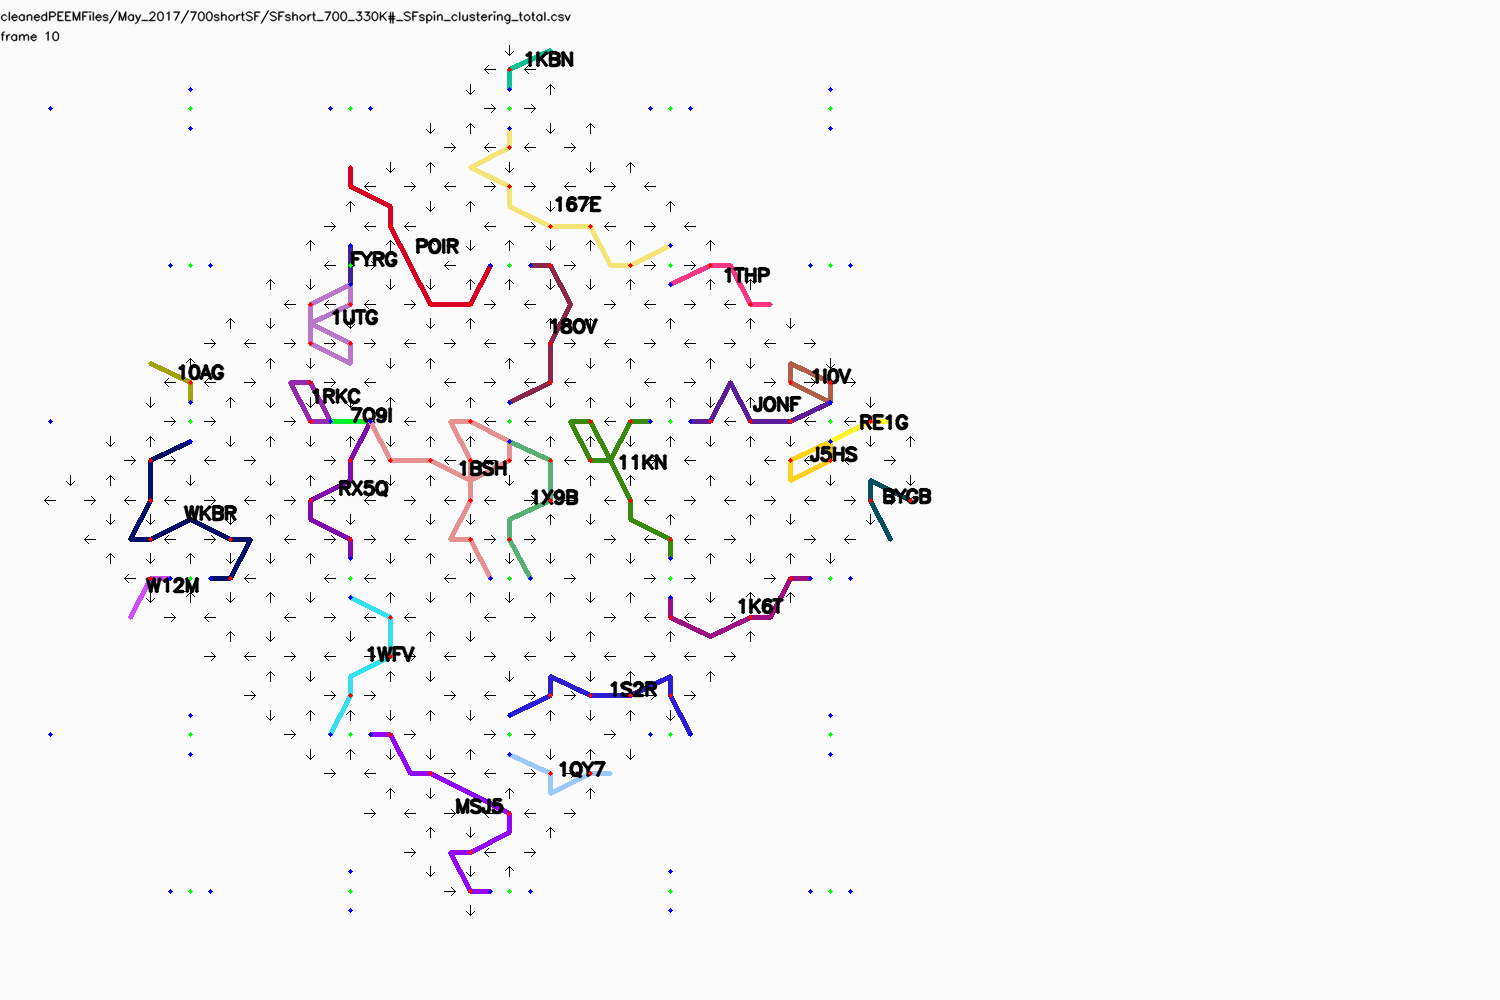 cleanedPEEMFiles/May_2017/700shortSF/SFshort_700_330K#_SFspin_clustering_total.csv
frame 10
1KBN
167E
POIR
FYRG
1THP
1UTG
18OV
10AG
1I0V
1RKC
JONF
7O9I
RE1G
J5HS
11KN
1BSH
RX5Q
1X9B
BYGB
WKBR
W12M
1K6T
1WFV
1S2R
1QY7
MSJ5